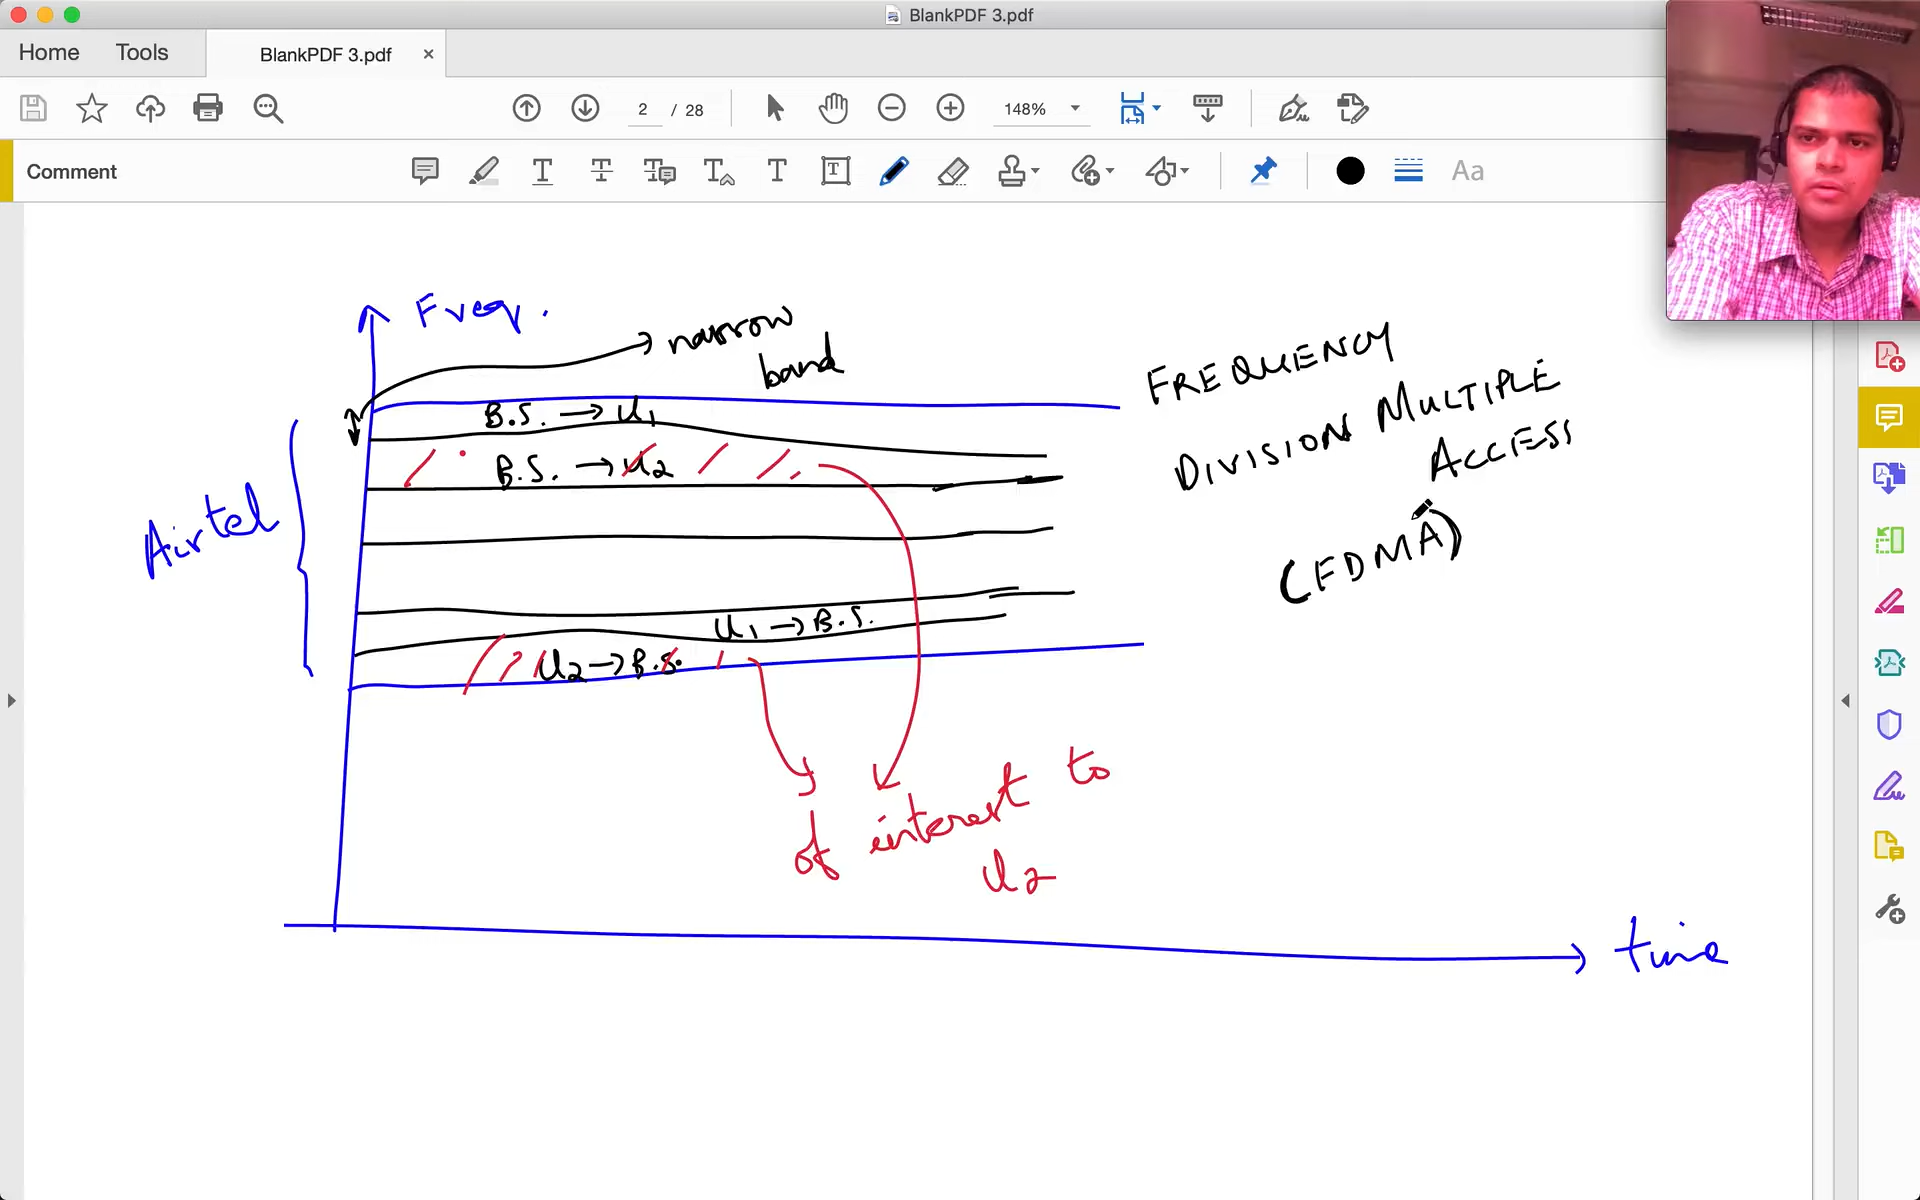 BlankPDF 3.pdf
Home Tools BlankPDF 3.pdf ×
2 / 28 148%
Comment Aa
Freq.
narrow
band
B.S. → U1
B.S. → U2
Airtel
U1 → B.S.
U2 → B.S.
of interest to
U2
time
FREQUENCY
DIVISION MULTIPLE
ACCESS
(FDMA)